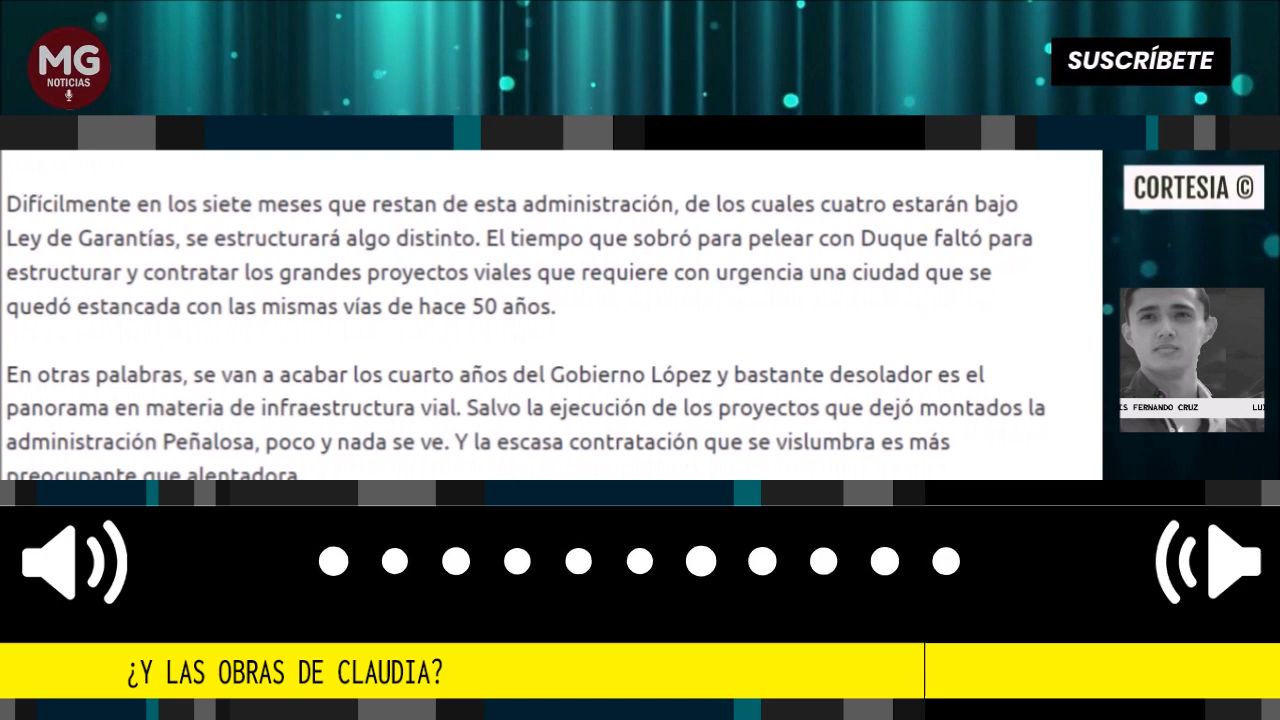 MG
NOTICIAS
SUSCRÍBETE
CORTESIA ©
Difícilmente en los siete meses que restan de esta administración, de los cuales cuatro estarán bajo
Ley de Garantías, se estructurará algo distinto. El tiempo que sobró para pelear con Duque faltó para
estructurar y contratar los grandes proyectos viales que requiere con urgencia una ciudad que se
quedó estancada con las mismas vías de hace 50 años.
En otras palabras, se van a acabar los cuarto años del Gobierno López y bastante desolador es el
panorama en materia de infraestructura vial. Salvo la ejecución de los proyectos que dejó montados la
administración Peñalosa, poco y nada se ve. Y la escasa contratación que se vislumbra es más
preocupante que alentadora.
IS FERNANDO CRUZ LUI
¿Y LAS OBRAS DE CLAUDIA?